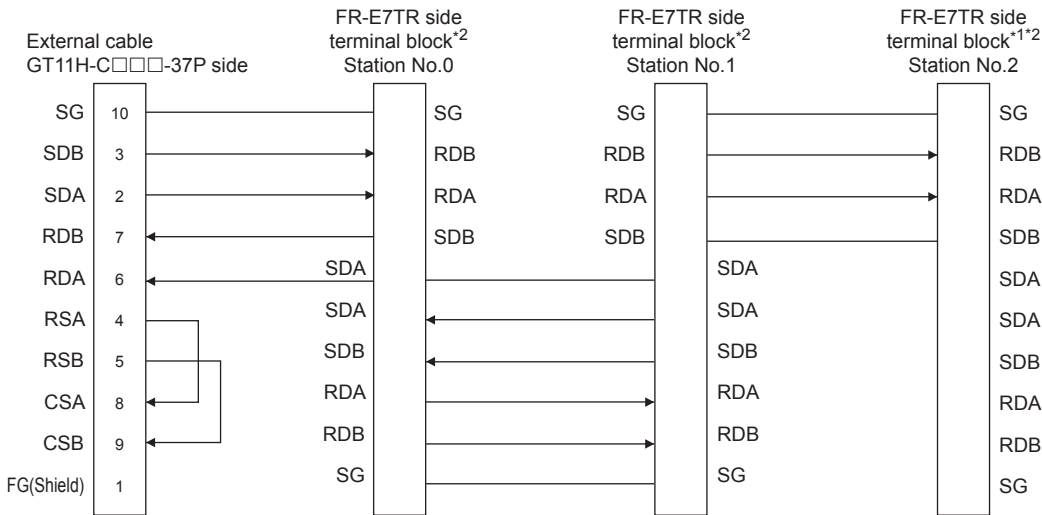 External cable
GT11H-C□□□-37P side
FR-E7TR side
terminal block*2
Station No.0
FR-E7TR side
terminal block*2
Station No.1
FR-E7TR side
terminal block*1*2
Station No.2
SG 10 SG SG SG
SDB 3 RDB RDB RDB
SDA 2 RDA RDA RDA
RDB 7 SDB SDB SDB
RDA 6 SDA SDA SDA
RSA 4 SDA SDA SDA
RSB 5 SDB SDB SDB
CSA 8 RDA RDA RDA
CSB 9 RDB RDB RDB
FG(Shield) 1 SG SG SG